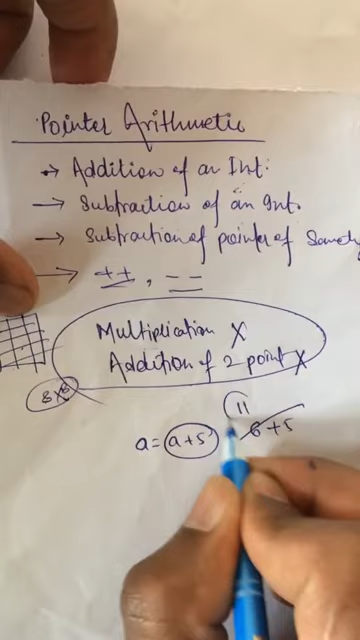 Pointer Arithmetic
→ Addition of an Int.
→ Subtraction of an Int.
→ Subtraction of pointer of Same
→ ++, --
Multiplication X
Addition of 2 point X
11
a = a+5 6+5